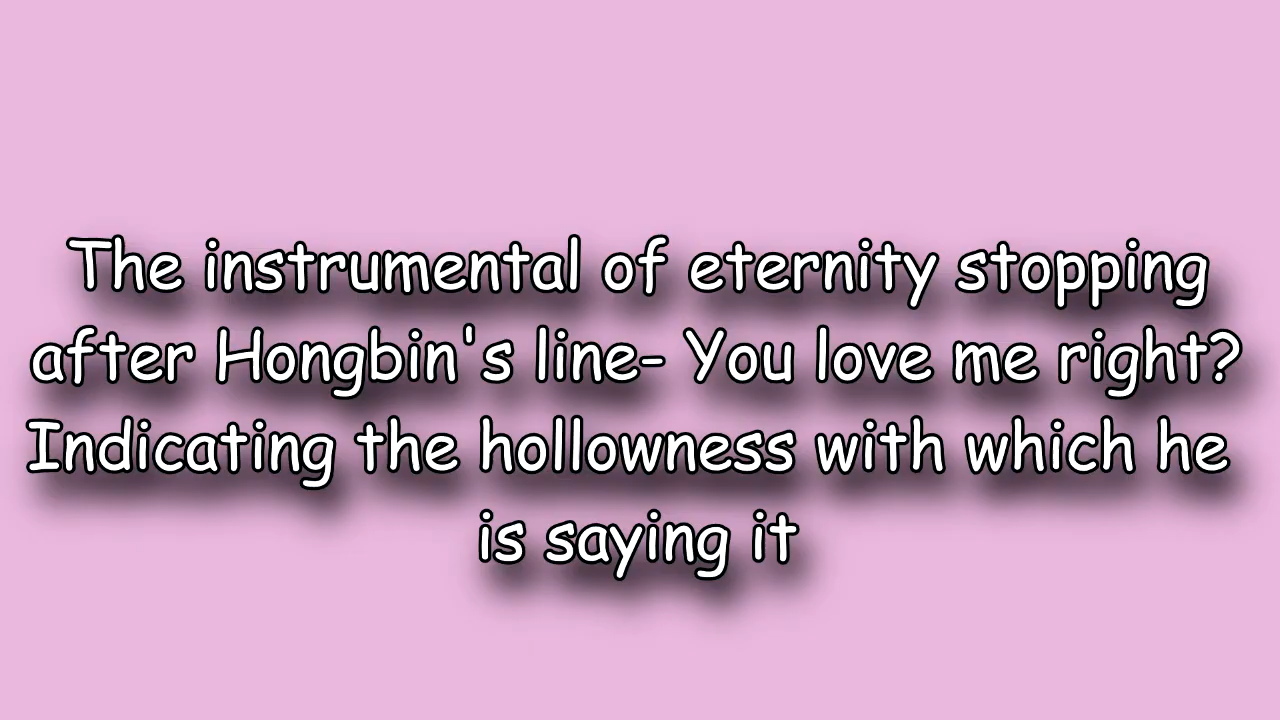 The instrumental of eternity stopping
after Hongbin's line- You love me right?
Indicating the hollowness with which he
is saying it